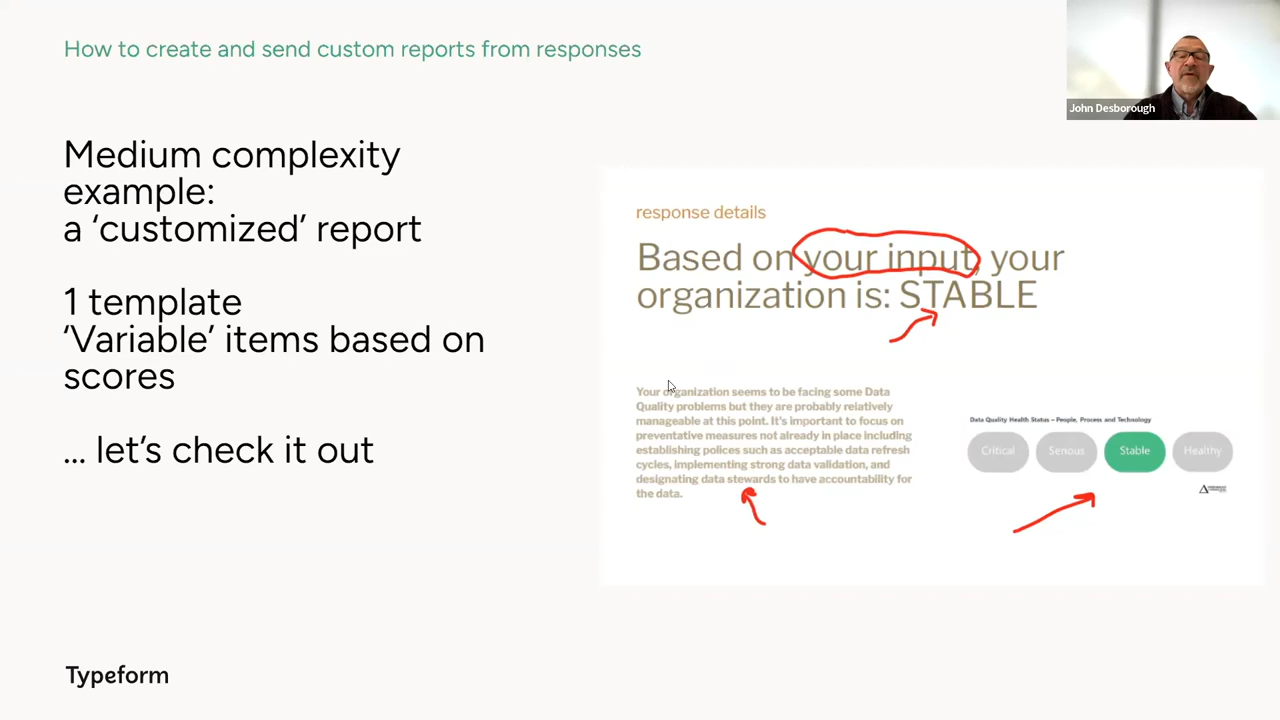 How to create and send custom reports from responses
John Desborough
Medium complexity
example:
a ‘customized’ report
1 template
‘Variable’ items based on
scores
... let’s check it out
response details
Based on your input, your
organization is: STABLE
Your organization seems to be facing some Data
Quality problems but they are probably relatively
manageable at this point. It's important to focus on
preventative measures not already in place including
establishing polices such as acceptable data refresh
cycles, implementing strong data validation, and
designating data stewards to have accountability for
the data.
Data Quality Health Status – People, Process and Technology
Critical
Serious
Stable
Healthy
Typeform